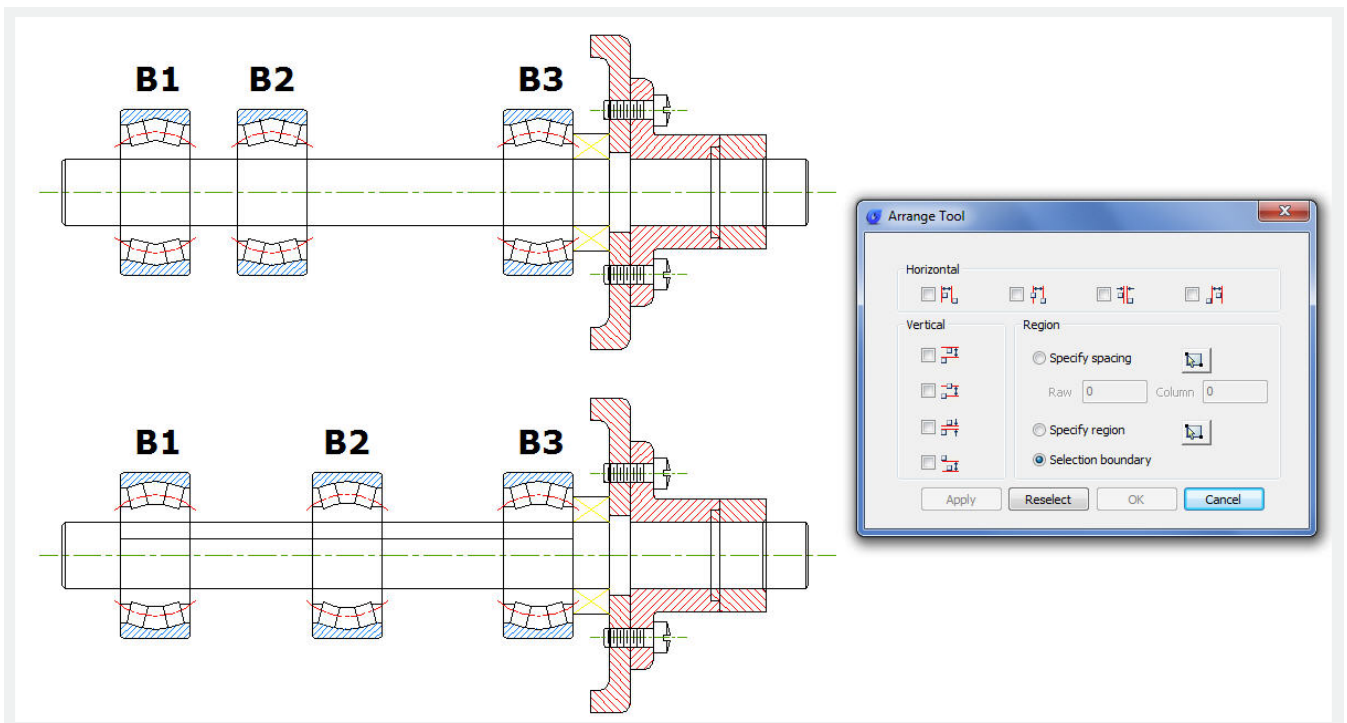 B1 B2 B3
Arrange Tool
Horizontal
Vertical
Region
Specify spacing
Raw 0 Column 0
Specify region
Selection boundary
Apply Reselect OK Cancel
B1 B2 B3